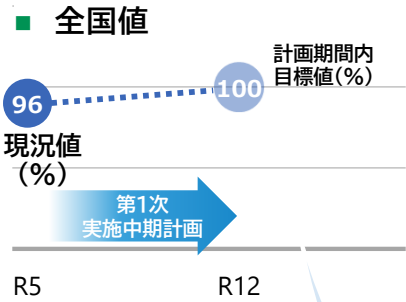 ■ 全国値
計画期間内
目標値(%)
96
100
現況値
(%)
第1次
実施中期計画
R5
R12